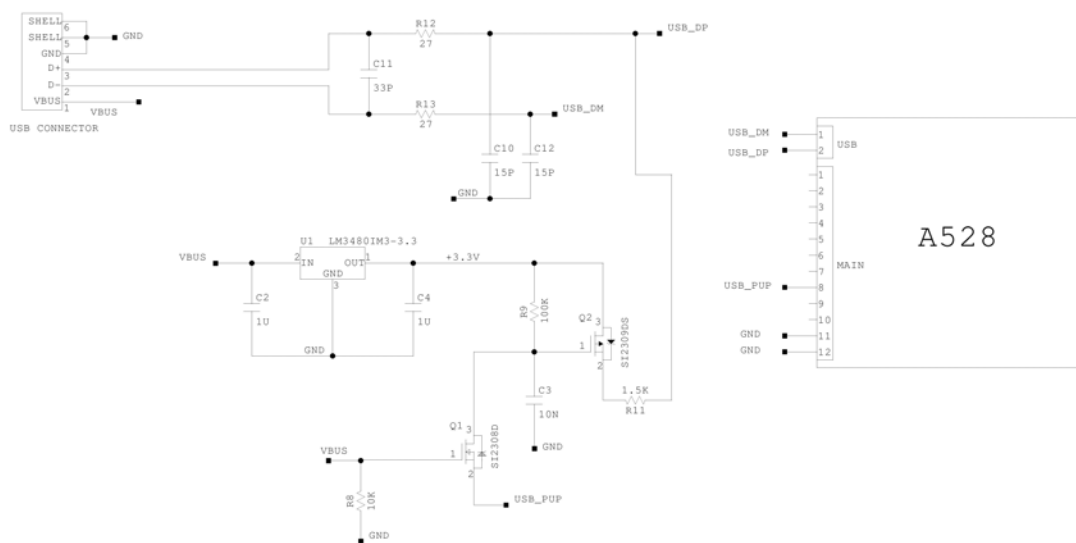 SHELL
6
SHELL
5
GND
GND
4
D+
3
D-
2
VBUS
1
VBUS
USB CONNECTOR
R12
27
USB_DP
C11
33P
R13
27
USB_DM
C10
15P
C12
15P
GND
U1
LM3480IM3-3.3
VBUS
2
IN
OUT
1
GND
3
+3.3V
C2
1U
C4
1U
GND
R9
100K
Q2
3
1
2
SI2309DS
1.5K
R11
C3
10N
GND
Q1
3
1
2
SI2308D
VBUS
R8
10K
GND
USB_PUP
USB_DM
1
USB_DP
2
USB
1
2
3
4
5
6
7
USB_PUP
8
9
10
GND
11
GND
12
MAIN
A528